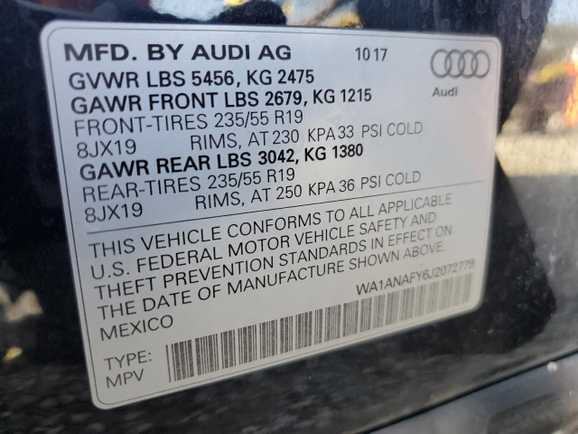 MFD. BY AUDI AG 10 17
GVWR LBS 5456, KG 2475
GAWR FRONT LBS 2679, KG 1215
FRONT-TIRES 235/55 R19
8JX19 RIMS, AT 230 KPA 33 PSI COLD
GAWR REAR LBS 3042, KG 1380
REAR-TIRES 235/55 R19
8JX19 RIMS, AT 250 KPA 36 PSI COLD
Audi
THIS VEHICLE CONFORMS TO ALL APPLICABLE
U.S. FEDERAL MOTOR VEHICLE SAFETY AND
THEFT PREVENTION STANDARDS IN EFFECT ON
THE DATE OF MANUFACTURE SHOWN ABOVE.
MEXICO WA1ANAFY6J2072779
TYPE:
MPV